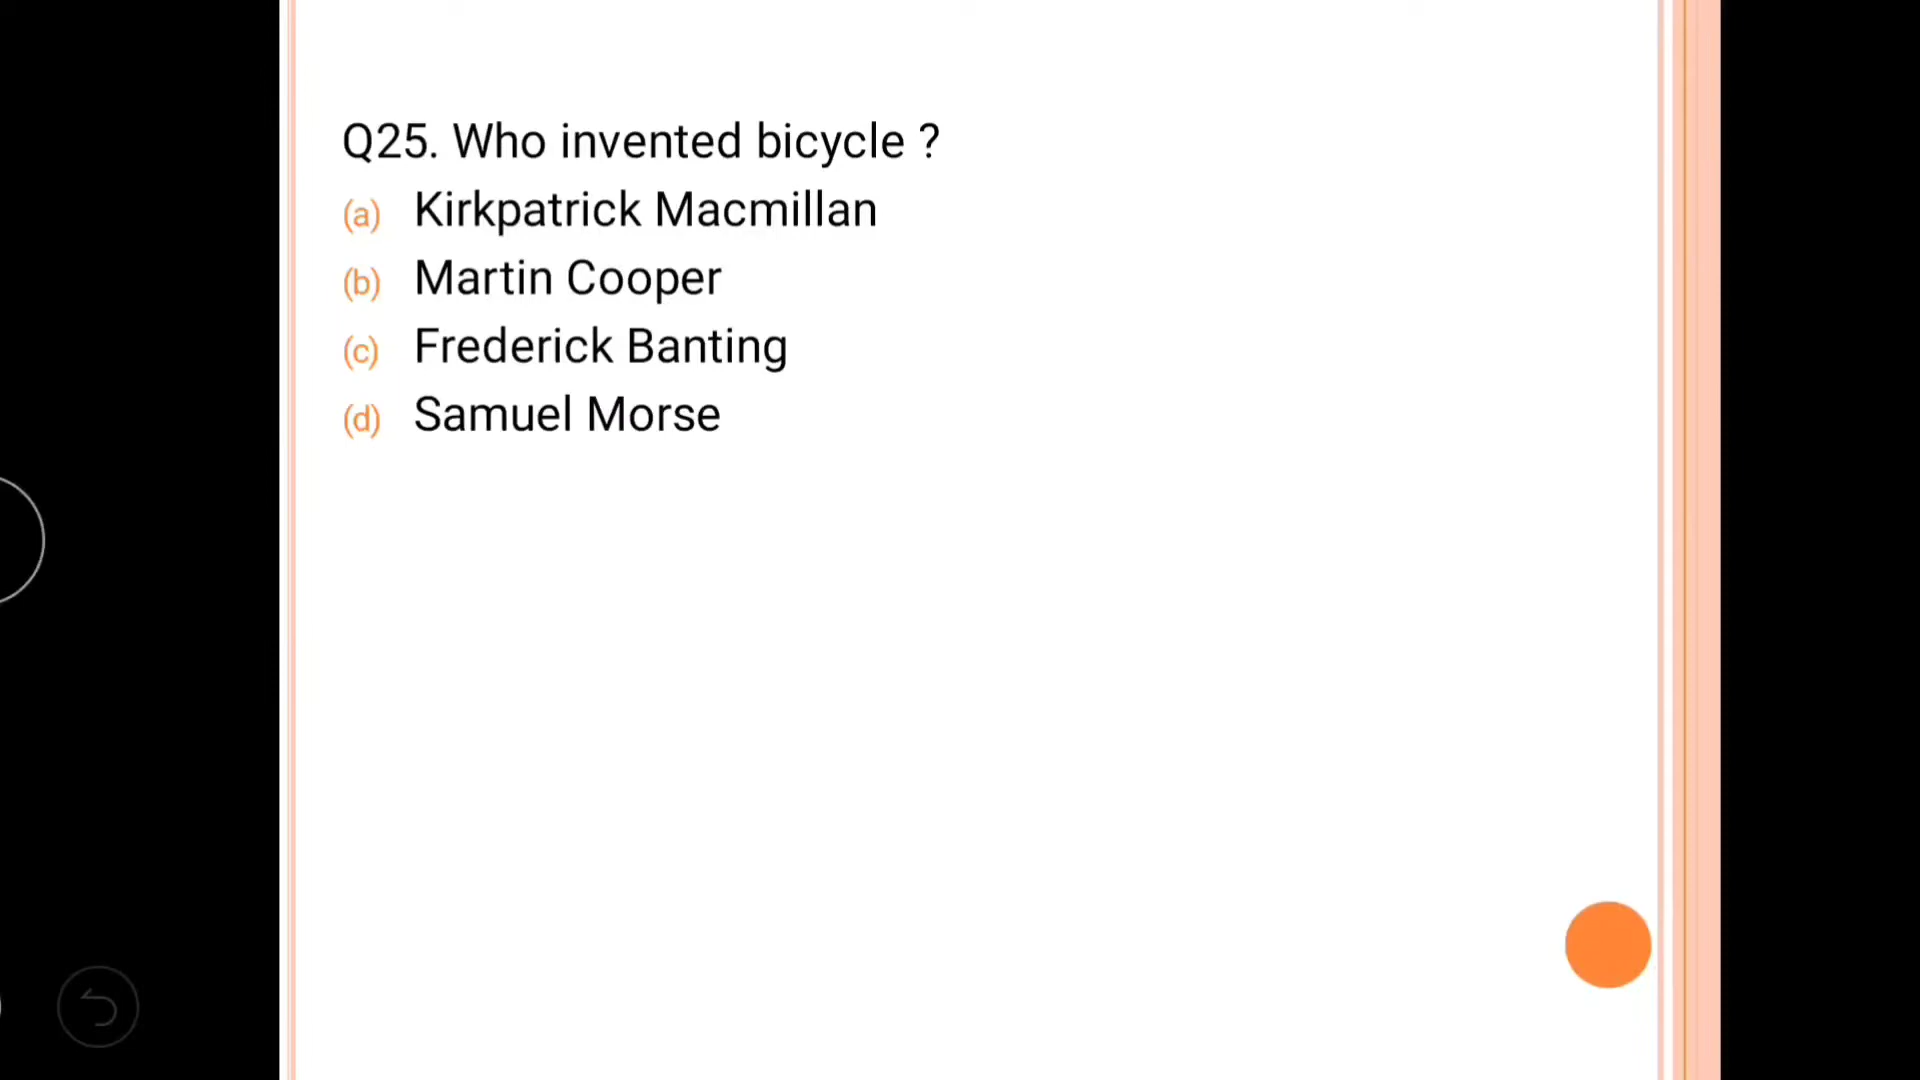 Q25. Who invented bicycle ?
(a) Kirkpatrick Macmillan
(b) Martin Cooper
(c) Frederick Banting
(d) Samuel Morse